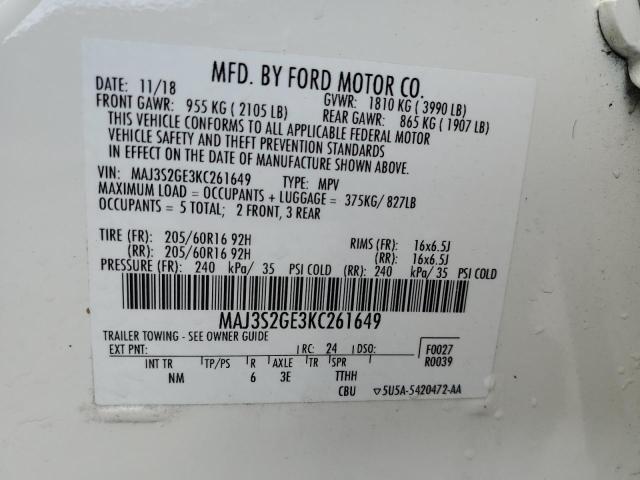 MFD. BY FORD MOTOR CO.
DATE: 11/18 GVWR: 1810 KG ( 3990 LB)
FRONT GAWR: 955 KG ( 2105 LB) REAR GAWR: 865 KG ( 1907 LB)
THIS VEHICLE CONFORMS TO ALL APPLICABLE FEDERAL MOTOR
VEHICLE SAFETY AND THEFT PREVENTION STANDARDS
IN EFFECT ON THE DATE OF MANUFACTURE SHOWN ABOVE.
VIN: MAJ3S2GE3KC261649 TYPE: MPV
MAXIMUM LOAD = OCCUPANTS + LUGGAGE = 375KG/ 827LB
OCCUPANTS = 5 TOTAL; 2 FRONT, 3 REAR
TIRE (FR): 205/60R16 92H RIMS (FR): 16x6.5J
(RR): 205/60R16 92H (RR): 16x6.5J
PRESSURE (FR): 240 kPa/ 35 PSI COLD (RR): 240 kPa/ 35 PSI COLD
MAJ3S2GE3KC261649
TRAILER TOWING - SEE OWNER GUIDE
EXT PNT: RC: 24 DSO: F0027
R0039
INT TR TP/PS R AXLE TR SPR
NM 6 3E TTHH
CBU ▽5U5A-5420472-AA